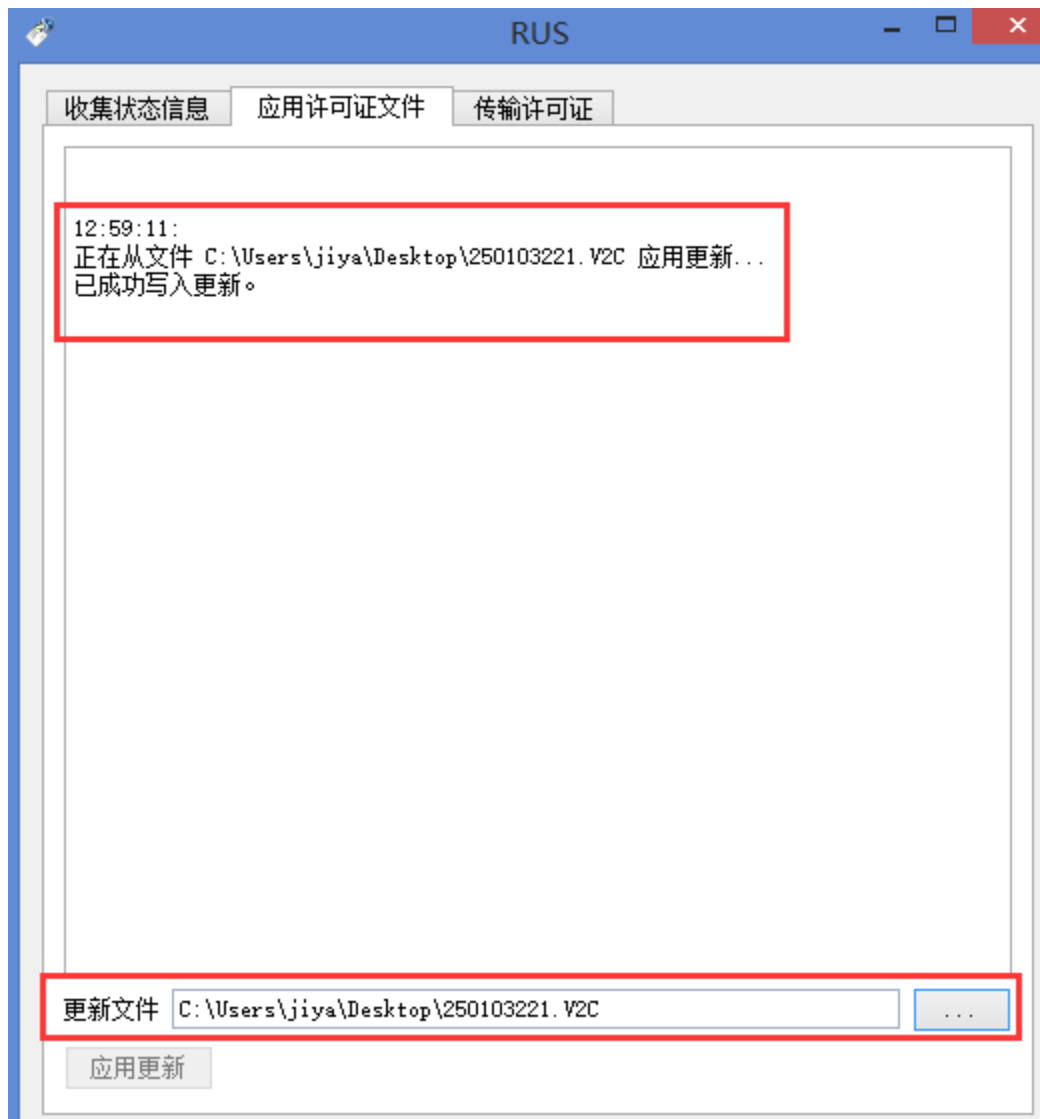 RUS
收集状态信息 应用许可证文件 传输许可证
12:59:11:
正在从文件 C:\Users\jiya\Desktop\250103221.V2C 应用更新...
已成功写入更新。
更新文件 C:\Users\jiya\Desktop\250103221.V2C ...
应用更新